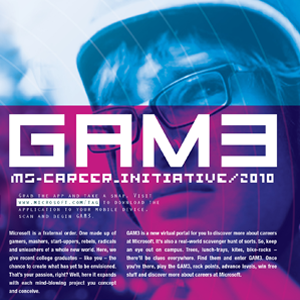 GAM3
MS-CAREER_INITIATIVE/2010
GRAB THE APP AND TAKE A SNAP. VISIT
WWW.MICROSOFT.COM/TAG TO DOWNLOAD THE
APPLICATION TO YOUR MOBILE DEVICE.
SCAN AND BEGIN GAM3.
Microsoft is a fraternal order. One made up of
gamers, mashers, start-uppers, rebels, radicals
and unleashers of a whole new world. Here, we
give recent college graduates – like you – the
chance to create what has yet to be envisioned.
That's your passion, right? Well, here it expands
with each mind-blowing project you concept
and conceive.
GAM3 is a new virtual portal for you to discover more about careers
at Microsoft. It's also a real-world scavenger hunt of sorts. So, keep
an eye out on campus. Trees, lunch-trays, kites, bike-racks –
there'll be clues everywhere. Find them and enter GAM3. Once
you're there, play the GAM3, rock points, advance levels, win free
stuff and discover more about careers at Microsoft.